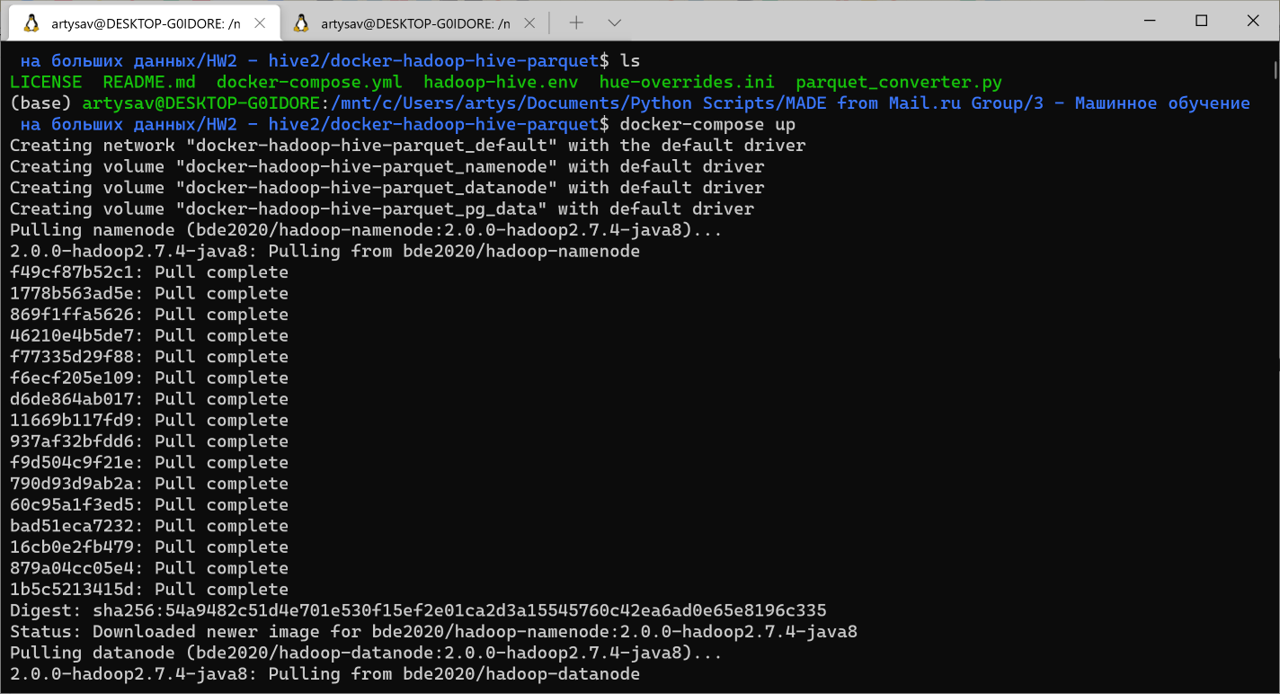 artysav@DESKTOP-G0IDORE: /n
artysav@DESKTOP-G0IDORE: /n
на больших данных/HW2 - hive2/docker-hadoop-hive-parquet$ ls
LICENSE  README.md  docker-compose.yml  hadoop-hive.env  hue-overrides.ini  parquet_converter.py
(base) artysav@DESKTOP-G0IDORE:/mnt/c/Users/artys/Documents/Python Scripts/MADE from Mail.ru Group/3 - Машинное обучение
на больших данных/HW2 - hive2/docker-hadoop-hive-parquet$ docker-compose up
Creating network "docker-hadoop-hive-parquet_default" with the default driver
Creating volume "docker-hadoop-hive-parquet_namenode" with default driver
Creating volume "docker-hadoop-hive-parquet_datanode" with default driver
Creating volume "docker-hadoop-hive-parquet_pg_data" with default driver
Pulling namenode (bde2020/hadoop-namenode:2.0.0-hadoop2.7.4-java8)...
2.0.0-hadoop2.7.4-java8: Pulling from bde2020/hadoop-namenode
f49cf87b52c1: Pull complete
1778b563ad5e: Pull complete
869f1ffa5626: Pull complete
46210e4b5de7: Pull complete
f77335d29f88: Pull complete
f6ecf205e109: Pull complete
d6de864ab017: Pull complete
11669b117fd9: Pull complete
937af32bfdd6: Pull complete
f9d504c9f21e: Pull complete
790d93d9ab2a: Pull complete
60c95a1f3ed5: Pull complete
bad51eca7232: Pull complete
16cb0e2fb479: Pull complete
879a04cc05e4: Pull complete
1b5c5213415d: Pull complete
Digest: sha256:54a9482c51d4e701e530f15ef2e01ca2d3a15545760c42ea6ad0e65e8196c335
Status: Downloaded newer image for bde2020/hadoop-namenode:2.0.0-hadoop2.7.4-java8
Pulling datanode (bde2020/hadoop-datanode:2.0.0-hadoop2.7.4-java8)...
2.0.0-hadoop2.7.4-java8: Pulling from bde2020/hadoop-datanode